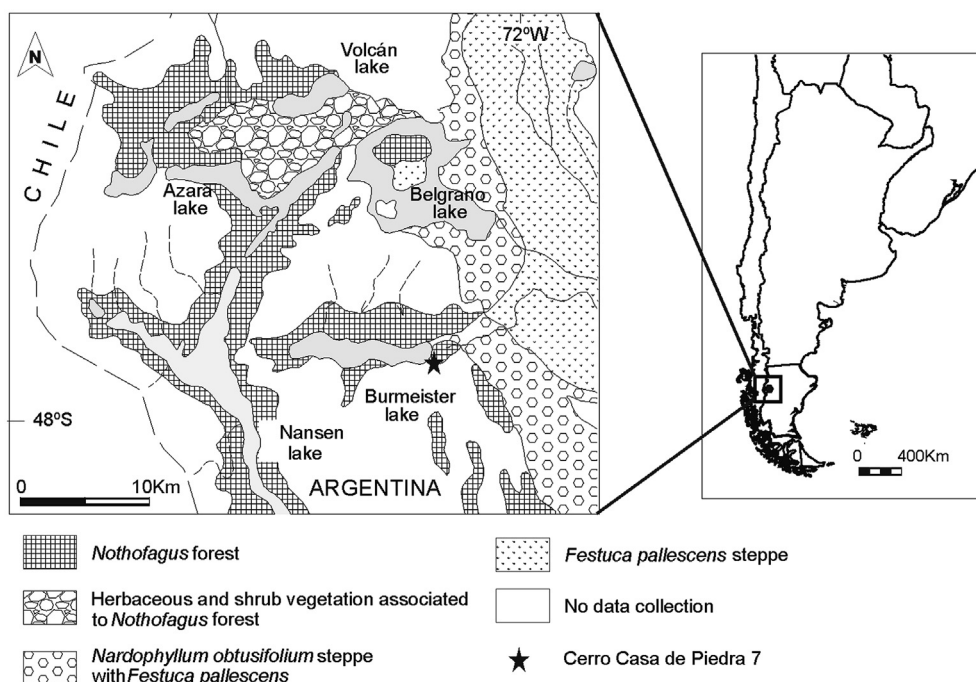 72ºW
N
Volcán
lake
CHILE
Azara
lake
Belgrano
lake
Burmeister
lake
48ºS
Nansen
lake
0 10Km
ARGENTINA
0 400Km
Nothofagus forest
Herbaceous and shrub vegetation associated
to Nothofagus forest
Nardophyllum obtusifolium steppe
with Festuca pallescens
Festuca pallescens steppe
No data collection
Cerro Casa de Piedra 7